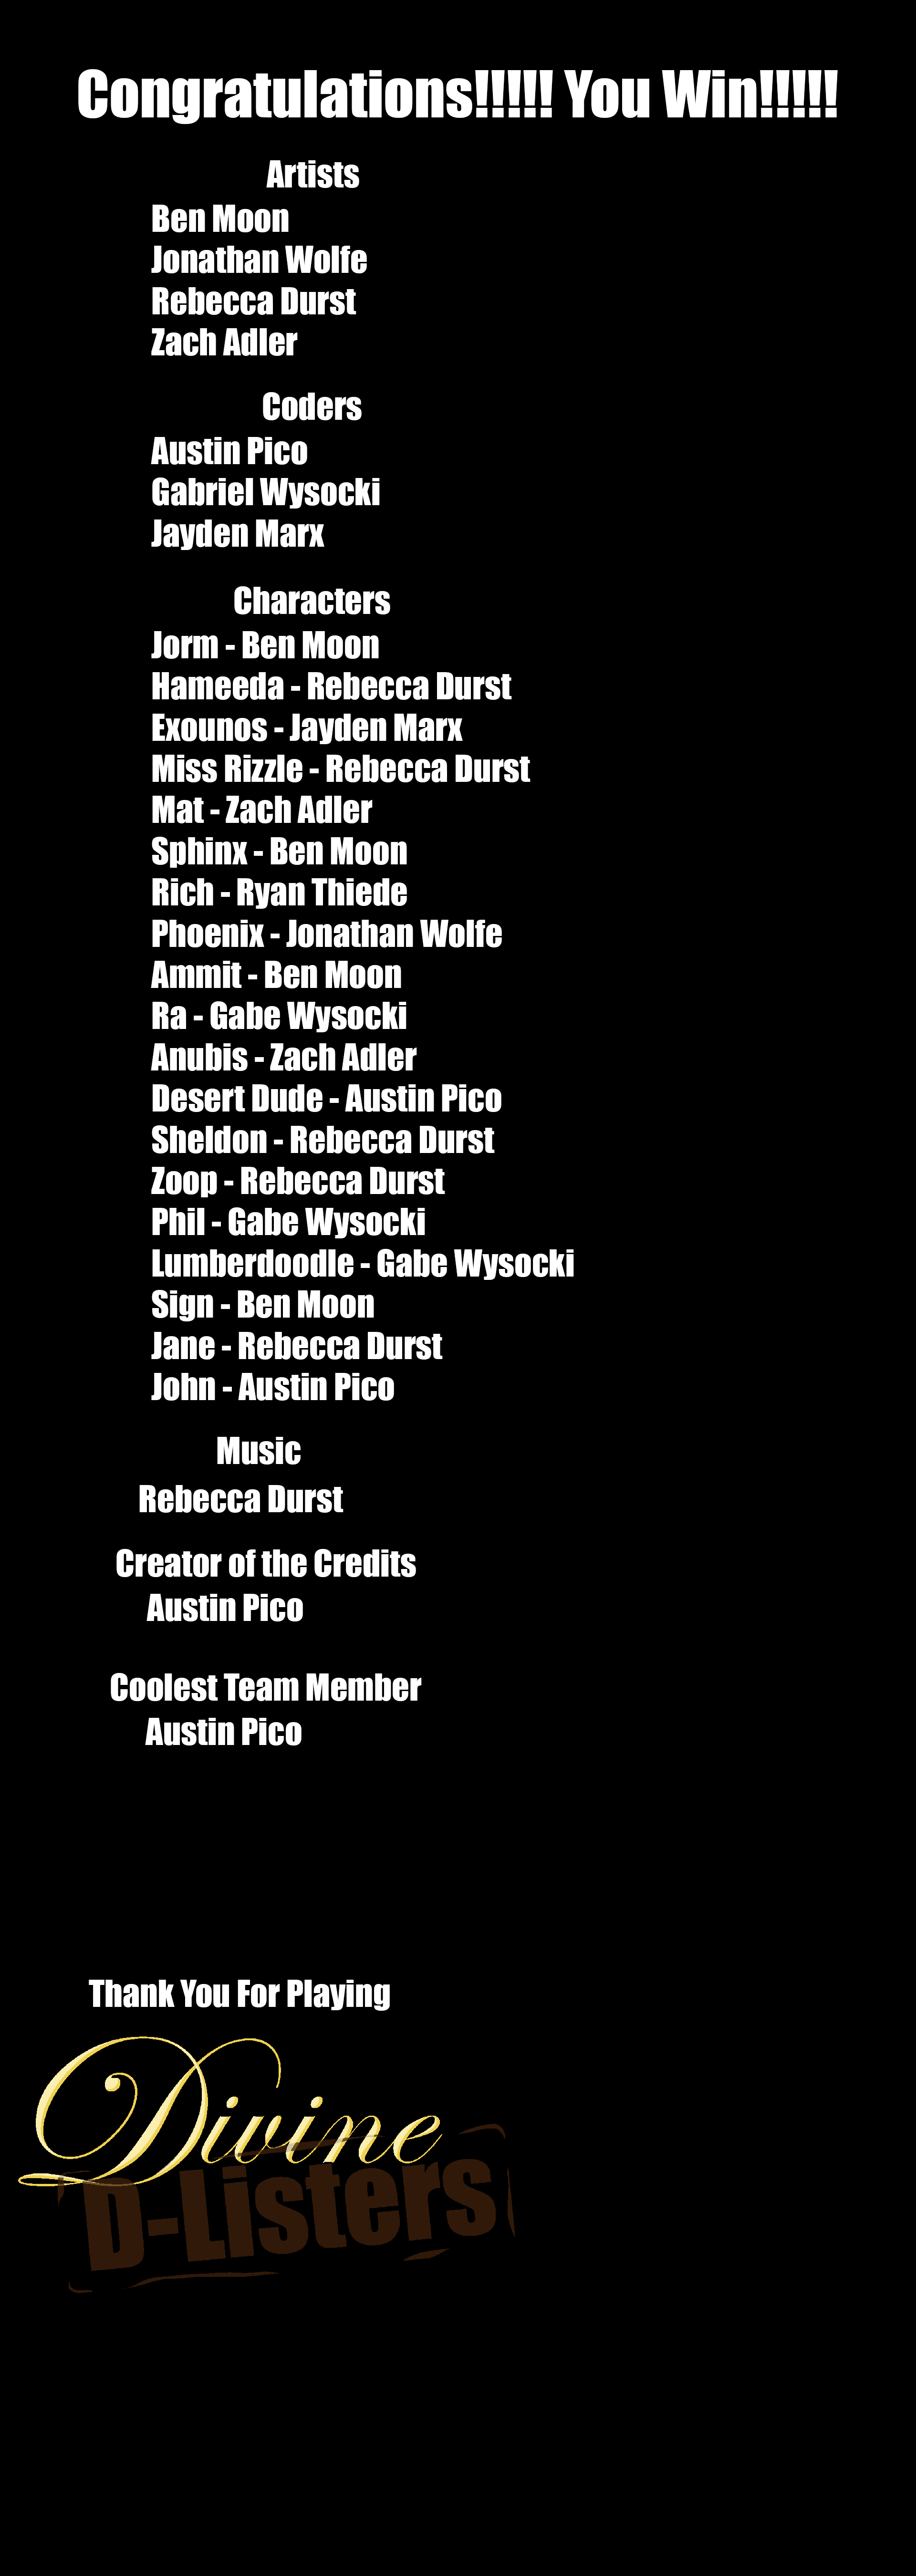 Congratulations!!!!! You Win!!!!!
Artists
Ben Moon
Jonathan Wolfe
Rebecca Durst
Zach Adler
Coders
Austin Pico
Gabriel Wysocki
Jayden Marx
Characters
Jorm - Ben Moon
Hameeda - Rebecca Durst
Exounos - Jayden Marx
Miss Rizzle - Rebecca Durst
Mat - Zach Adler
Sphinx - Ben Moon
Rich - Ryan Thiede
Phoenix - Jonathan Wolfe
Ammit - Ben Moon
Ra - Gabe Wysocki
Anubis - Zach Adler
Desert Dude - Austin Pico
Sheldon - Rebecca Durst
Zoop - Rebecca Durst
Phil - Gabe Wysocki
Lumberdoodle - Gabe Wysocki
Sign - Ben Moon
Jane - Rebecca Durst
John - Austin Pico
Music
Rebecca Durst
Creator of the Credits
Austin Pico
Coolest Team Member
Austin Pico
Thank You For Playing
Divine
D-Listers